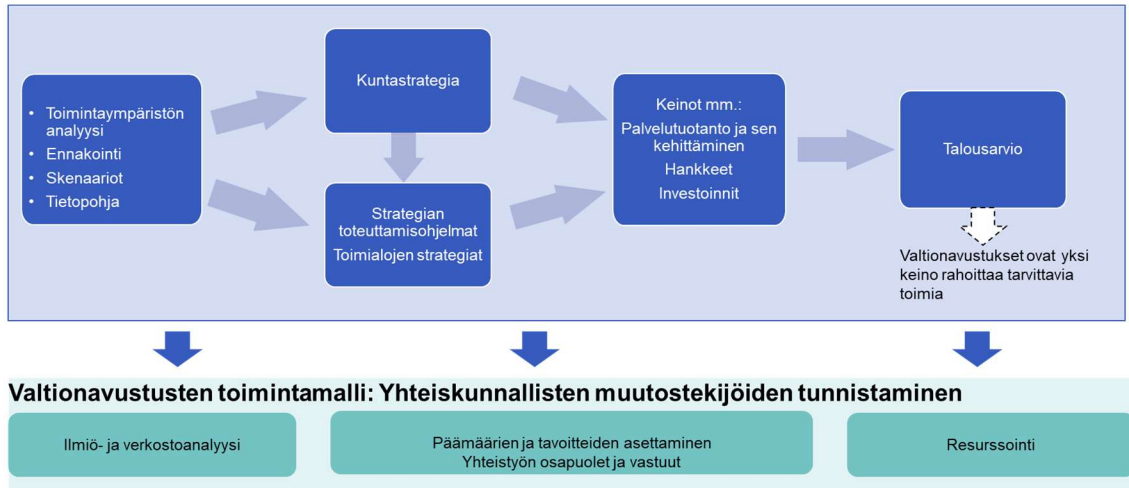 • Toimintaympäristön
analyysi
• Ennakointi
• Skenaariot
• Tietopohja
Kuntastrategia
Strategian
toteuttamisohjelmat
Toimialojen strategiat
Keinot mm.:
Palvelutuotanto ja sen
kehittäminen
Hankkeet
Investoinnit
Talousarvio
Valtionavustukset ovat yksi
keino rahoittaa tarvittavia
toimia
Valtionavustusten toimintamalli: Yhteiskunnallisten muutostekijöiden tunnistaminen
Ilmiö- ja verkostoanalyysi
Päämäärien ja tavoitteiden asettaminen
Yhteistyön osapuolet ja vastuut
Resurssointi